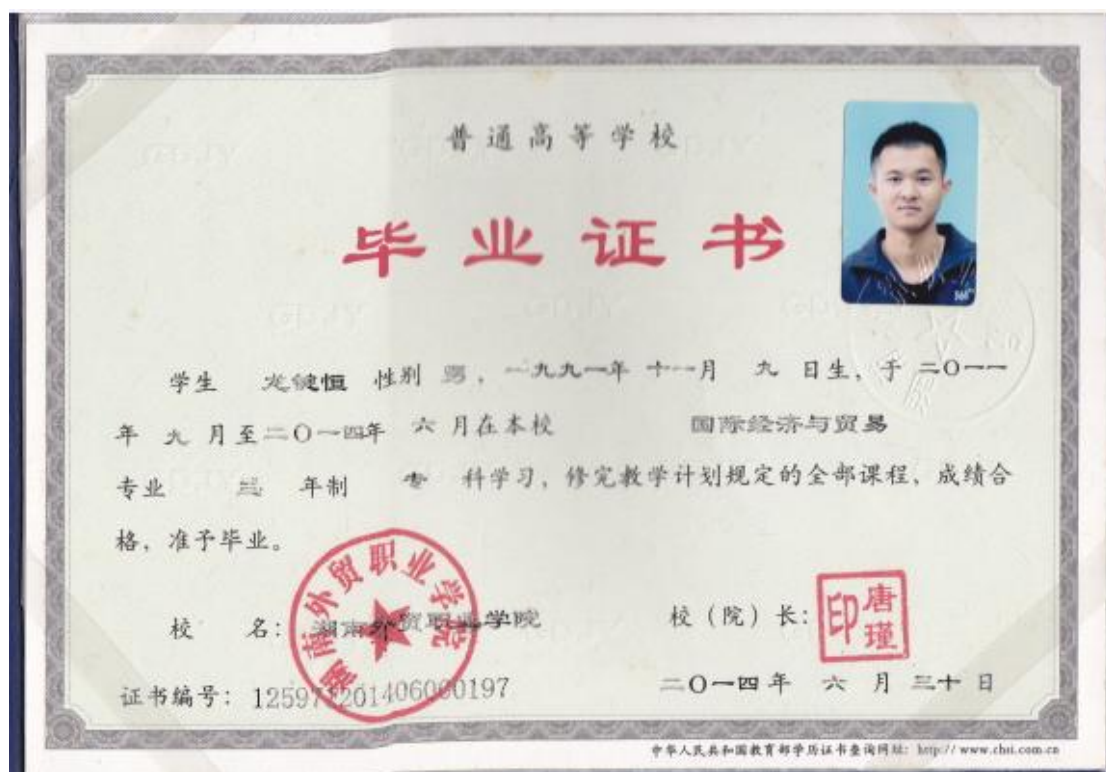 普通高等学校
毕业证书
学生 龙健恒 性别 男，一九九一年 十一月 九 日生，于 二〇一一
年 九 月至二〇一四年 六 月在本校 国际经济与贸易
专业 三 年制 专 科学习，修完教学计划规定的全部课程，成绩合
格，准予毕业。
湖南外贸职业学院
校 名：湖南外贸职业学院
校（院）长：
唐瑾印
证书编号：125973201406000197
二〇一四年 六 月 三十 日
中华人民共和国教育部学历证书查询网址：http://www.chsi.com.cn